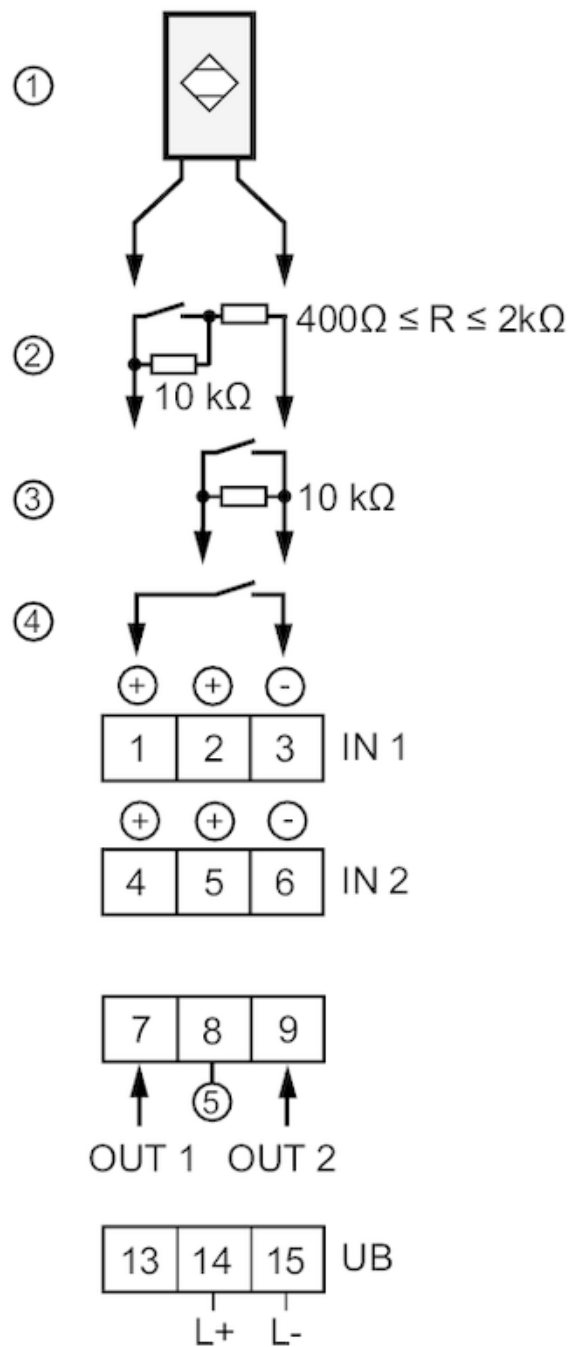 ①
400Ω ≤ R ≤ 2kΩ
②
10 kΩ
③ 10 kΩ
④
+ + -
1 2 3 IN 1
+ + -
4 5 6 IN 2
7 8 9
⑤
OUT 1 OUT 2
13 14 15 UB
L+ L-